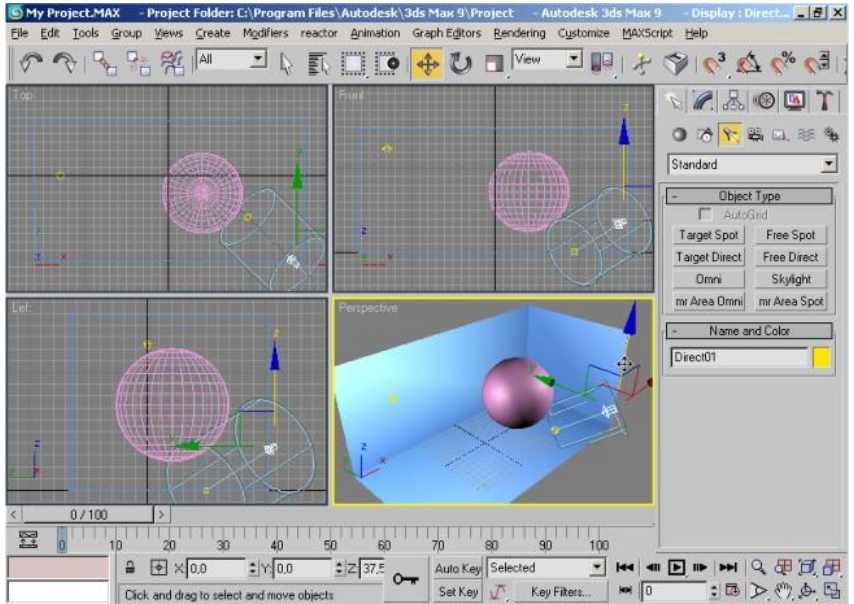 My Project.MAX - Project Folder: C:\Program Files\Autodesk\3ds Max 9\Project - Autodesk 3ds Max 9 - Display : Direct...
File Edit Tools Group Views Create Modifiers reactor Animation Graph Editors Rendering Customize MAXScript Help
All View 3 %
Top Front
Standard
- Object Type
AutoGrid
Target Spot Free Spot
Target Direct Free Direct
Omni Skylight
mr Area Omni mr Area Spot
z x z x
Left Perspective
- Name and Color
Direct01
z z x
< 0 / 100 >
0 10 20 30 40 50 60 70 80 90 100
X: 0,0 Y: 0,0 Z: 37,5 Auto Key Selected
Click and drag to select and move objects Set Key Key Filters... 0